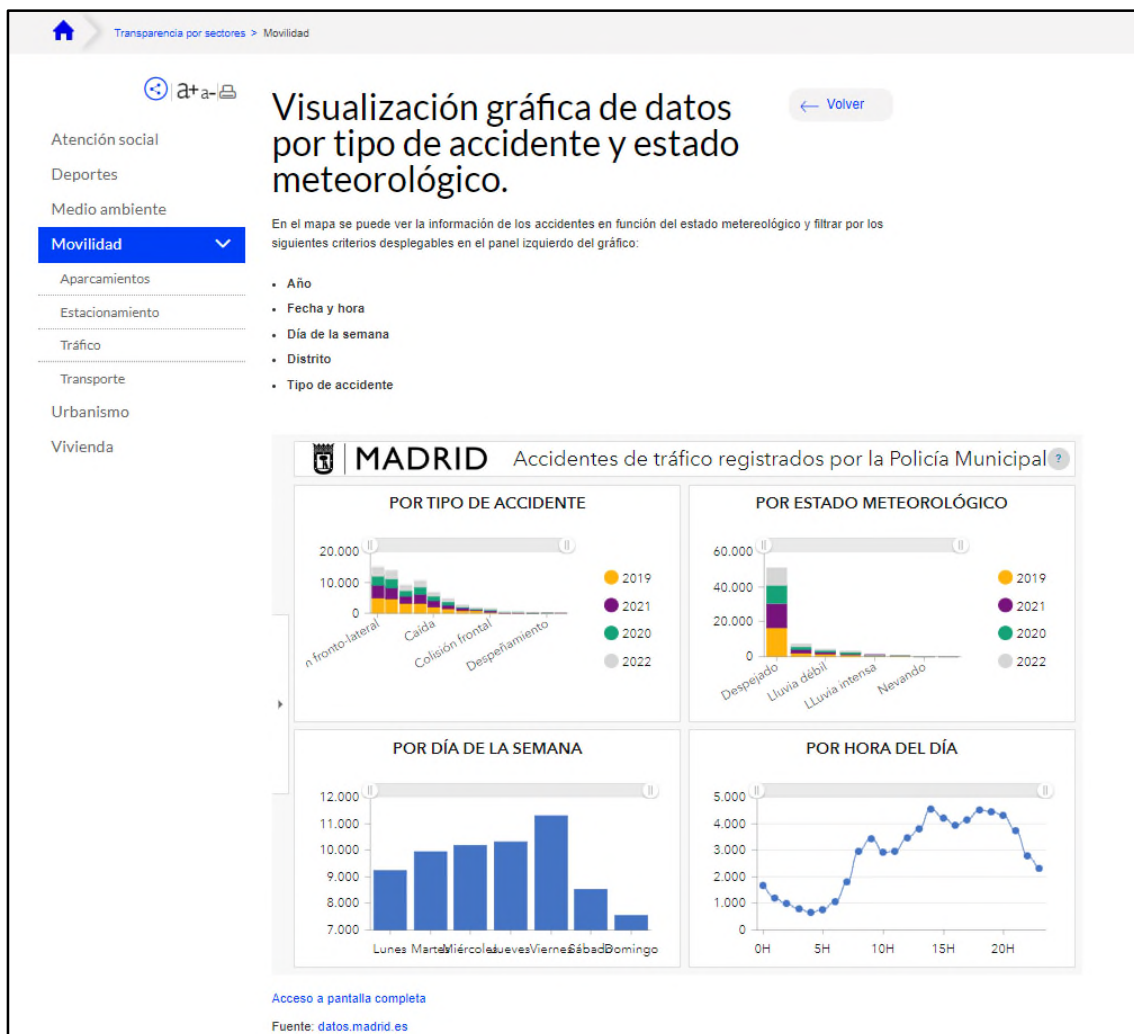 Transparencia por sectores > Movilidad
a+ a-
Visualización gráfica de datos
por tipo de accidente y estado
meteorológico.
Volver
Atención social
Deportes
Medio ambiente
Movilidad
Aparcamientos
Estacionamiento
Tráfico
Transporte
Urbanismo
Vivienda
En el mapa se puede ver la información de los accidentes en función del estado metereológico y filtrar por los
siguientes criterios desplegables en el panel izquierdo del gráfico:
• Año
• Fecha y hora
• Día de la semana
• Distrito
• Tipo de accidente
MADRID Accidentes de tráfico registrados por la Policía Municipal ?
POR TIPO DE ACCIDENTE
20.000
10.000
0
n fronto-lateral
Caida
Colisión frontal
Despeñamiento
2019
2021
2020
2022
POR ESTADO METEOROLÓGICO
60.000
40.000
20.000
0
Despejado
Lluvia débil
LLuvia intensa
Nevando
2019
2021
2020
2022
POR DÍA DE LA SEMANA
12.000
11.000
10.000
9.000
8.000
7.000
Lunes Martes Miércoles Jueves Viernes Sábado Domingo
POR HORA DEL DÍA
5.000
4.000
3.000
2.000
1.000
0
0H 5H 10H 15H 20H
Acceso a pantalla completa
Fuente: datos.madrid.es